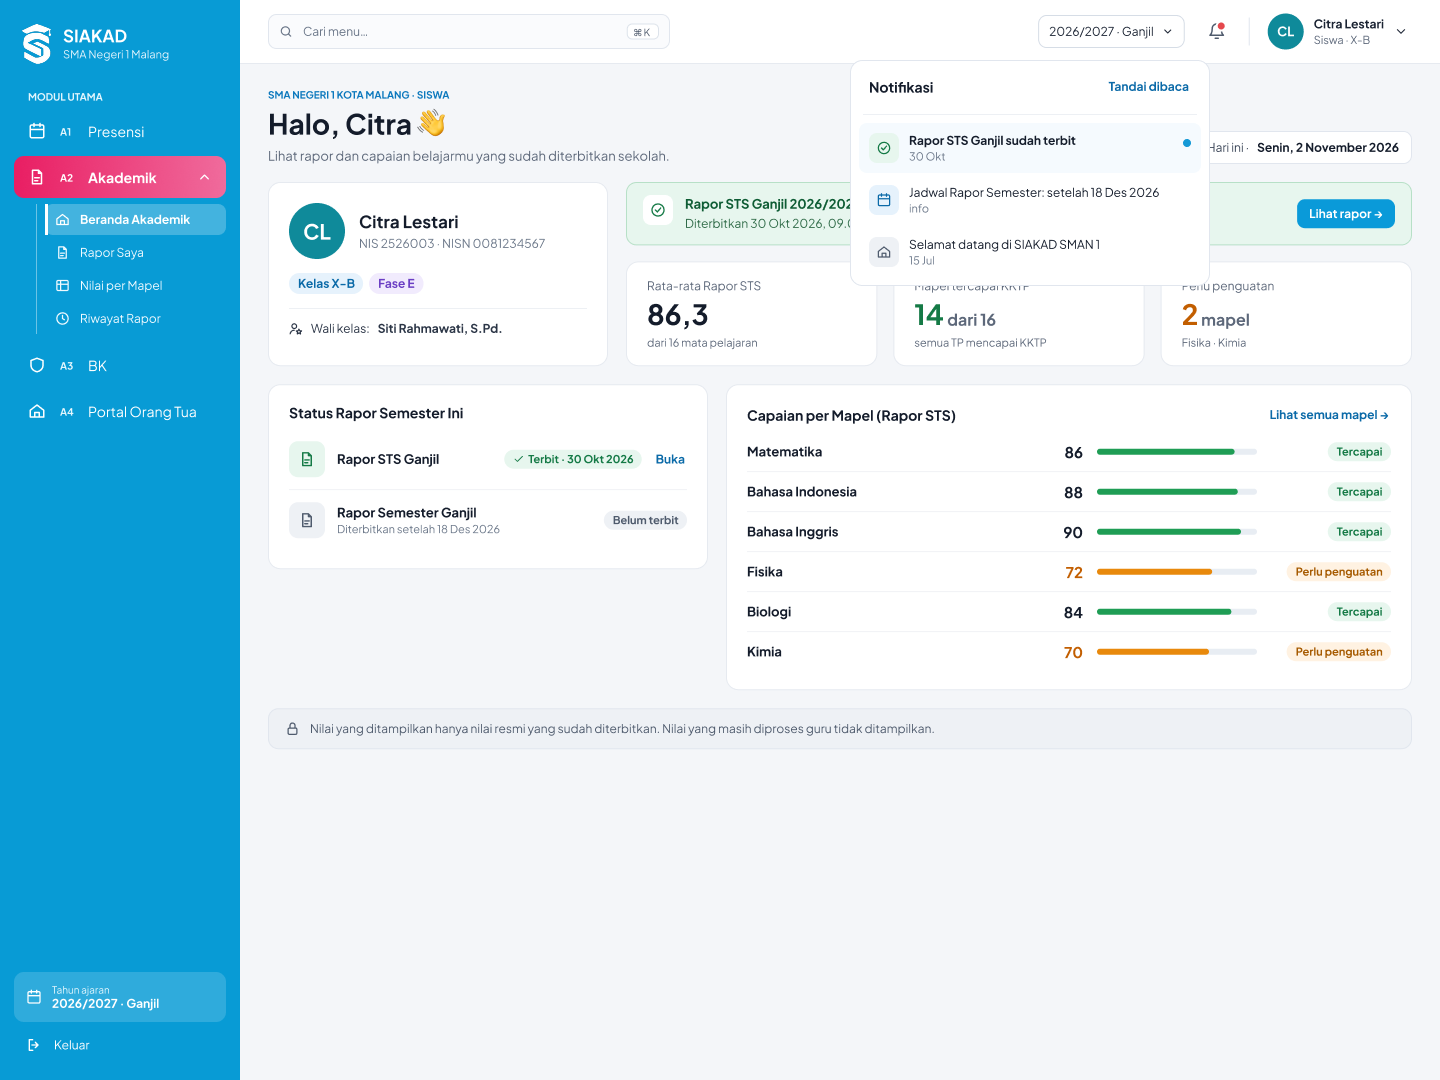 SIAKAD
SMA Negeri 1 Malang
MODUL UTAMA
A1 Presensi
A2 Akademik
Beranda Akademik
Rapor Saya
Nilai per Mapel
Riwayat Rapor
A3 BK
A4 Portal Orang Tua
Tahun ajaran
2026/2027 · Ganjil
Keluar
Cari menu...
⌘K
2026/2027 · Ganjil
CL
Citra Lestari
Siswa · X-B
SMA NEGERI 1 KOTA MALANG · SISWA
Halo, Citra 👋
Lihat rapor dan capaian belajarmu yang sudah diterbitkan sekolah.
Hari ini · Senin, 2 November 2026
Notifikasi
Tandai dibaca
Rapor STS Ganjil sudah terbit
30 Okt
Jadwal Rapor Semester: setelah 18 Des 2026
info
Selamat datang di SIAKAD SMAN 1
15 Jul
CL
Citra Lestari
NIS 2526003 · NISN 0081234567
Kelas X-B
Fase E
Wali kelas: Siti Rahmawati, S.Pd.
Rapor STS Ganjil 2026/202
Diterbitkan 30 Okt 2026, 09.
Lihat rapor →
Rata-rata Rapor STS
86,3
dari 16 mata pelajaran
Mapel tercapai KKTP
14 dari 16
semua TP mencapai KKTP
Perlu penguatan
2 mapel
Fisika · Kimia
Status Rapor Semester Ini
Rapor STS Ganjil
✓ Terbit · 30 Okt 2026
Buka
Rapor Semester Ganjil
Diterbitkan setelah 18 Des 2026
Belum terbit
Capaian per Mapel (Rapor STS)
Lihat semua mapel →
Matematika 86 Tercapai
Bahasa Indonesia 88 Tercapai
Bahasa Inggris 90 Tercapai
Fisika 72 Perlu penguatan
Biologi 84 Tercapai
Kimia 70 Perlu penguatan
Nilai yang ditampilkan hanya nilai resmi yang sudah diterbitkan. Nilai yang masih diproses guru tidak ditampilkan.